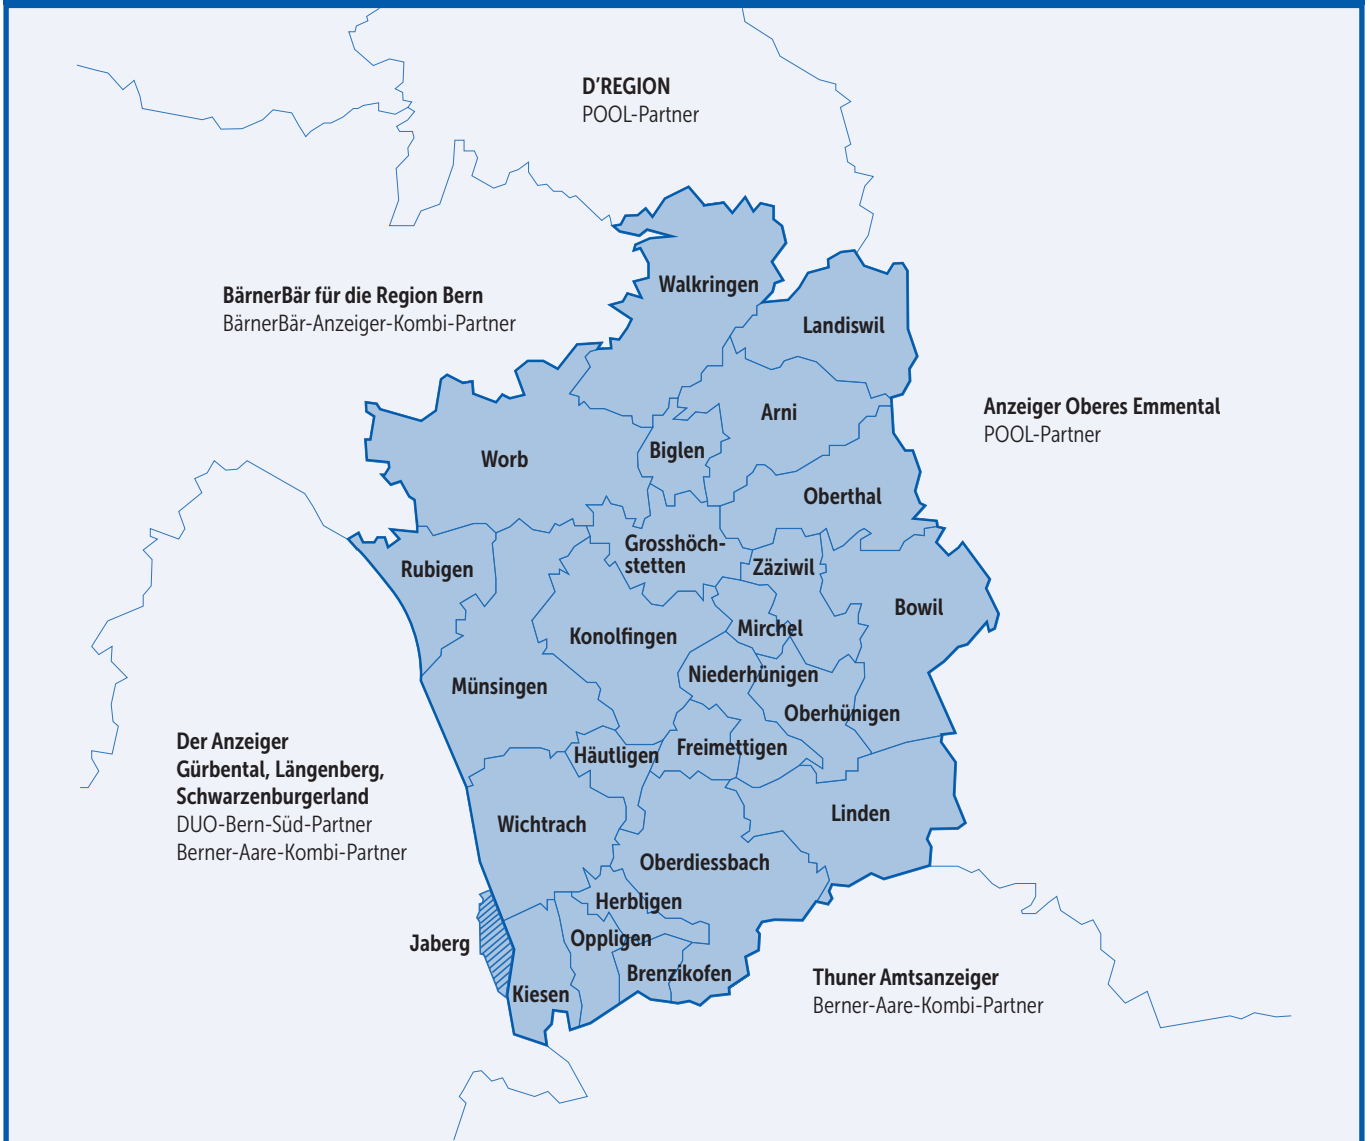 D'REGION
POOL-Partner
Walkringen
BärnerBär für die Region Bern
BärnerBär-Anzeiger-Kombi-Partner
Landiswil
Arni
Anzeiger Oberes Emmental
POOL-Partner
Worb
Biglen
Oberthal
Grosshöch-
stetten
Zäziwil
Rubigen
Bowil
Konolfingen
Mirchel
Münsingen
Niederhünigen
Oberhünigen
Der Anzeiger
Gürbental, Längenberg,
Schwarzenburgerland
DUO-Bern-Süd-Partner
Berner-Aare-Kombi-Partner
Häutligen
Freimettigen
Wichtrach
Linden
Oberdiessbach
Herbligen
Jaberg
Oppligen
Brenzikofen
Kiesen
Thuner Amtsanzeiger
Berner-Aare-Kombi-Partner